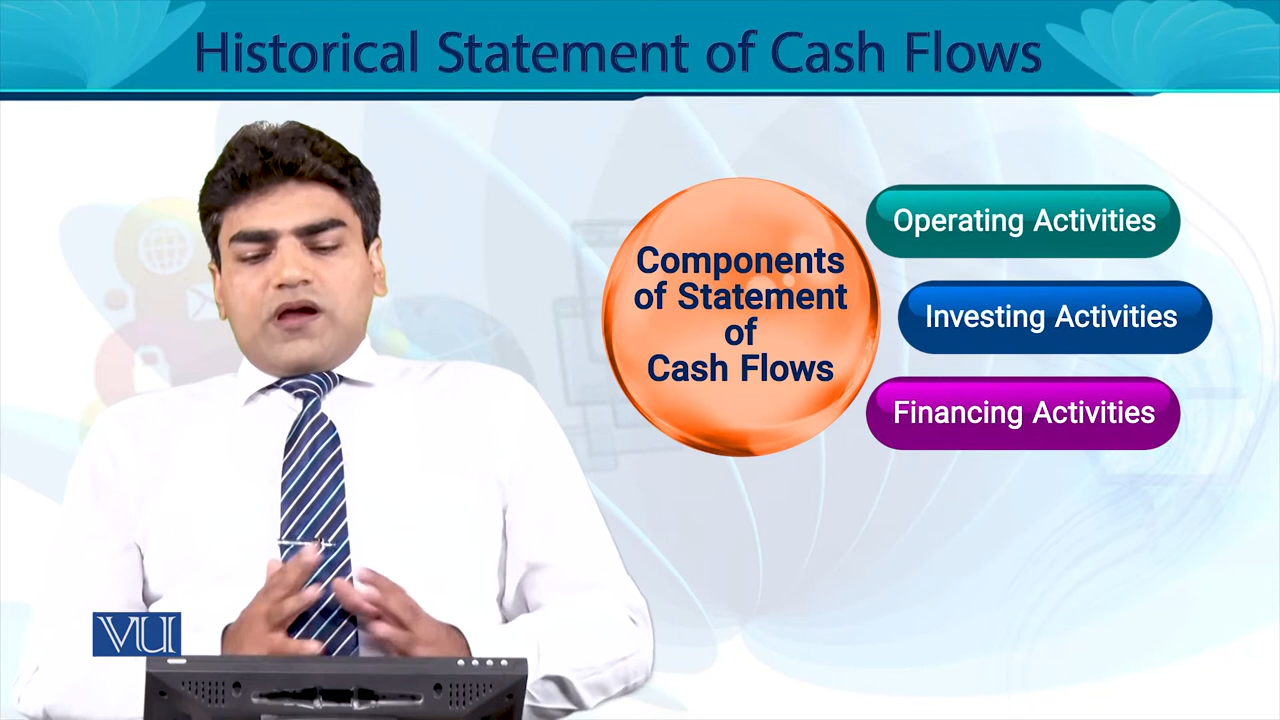 Historical Statement of Cash Flows
Components
of Statement
of
Cash Flows
Operating Activities
Investing Activities
Financing Activities
VU